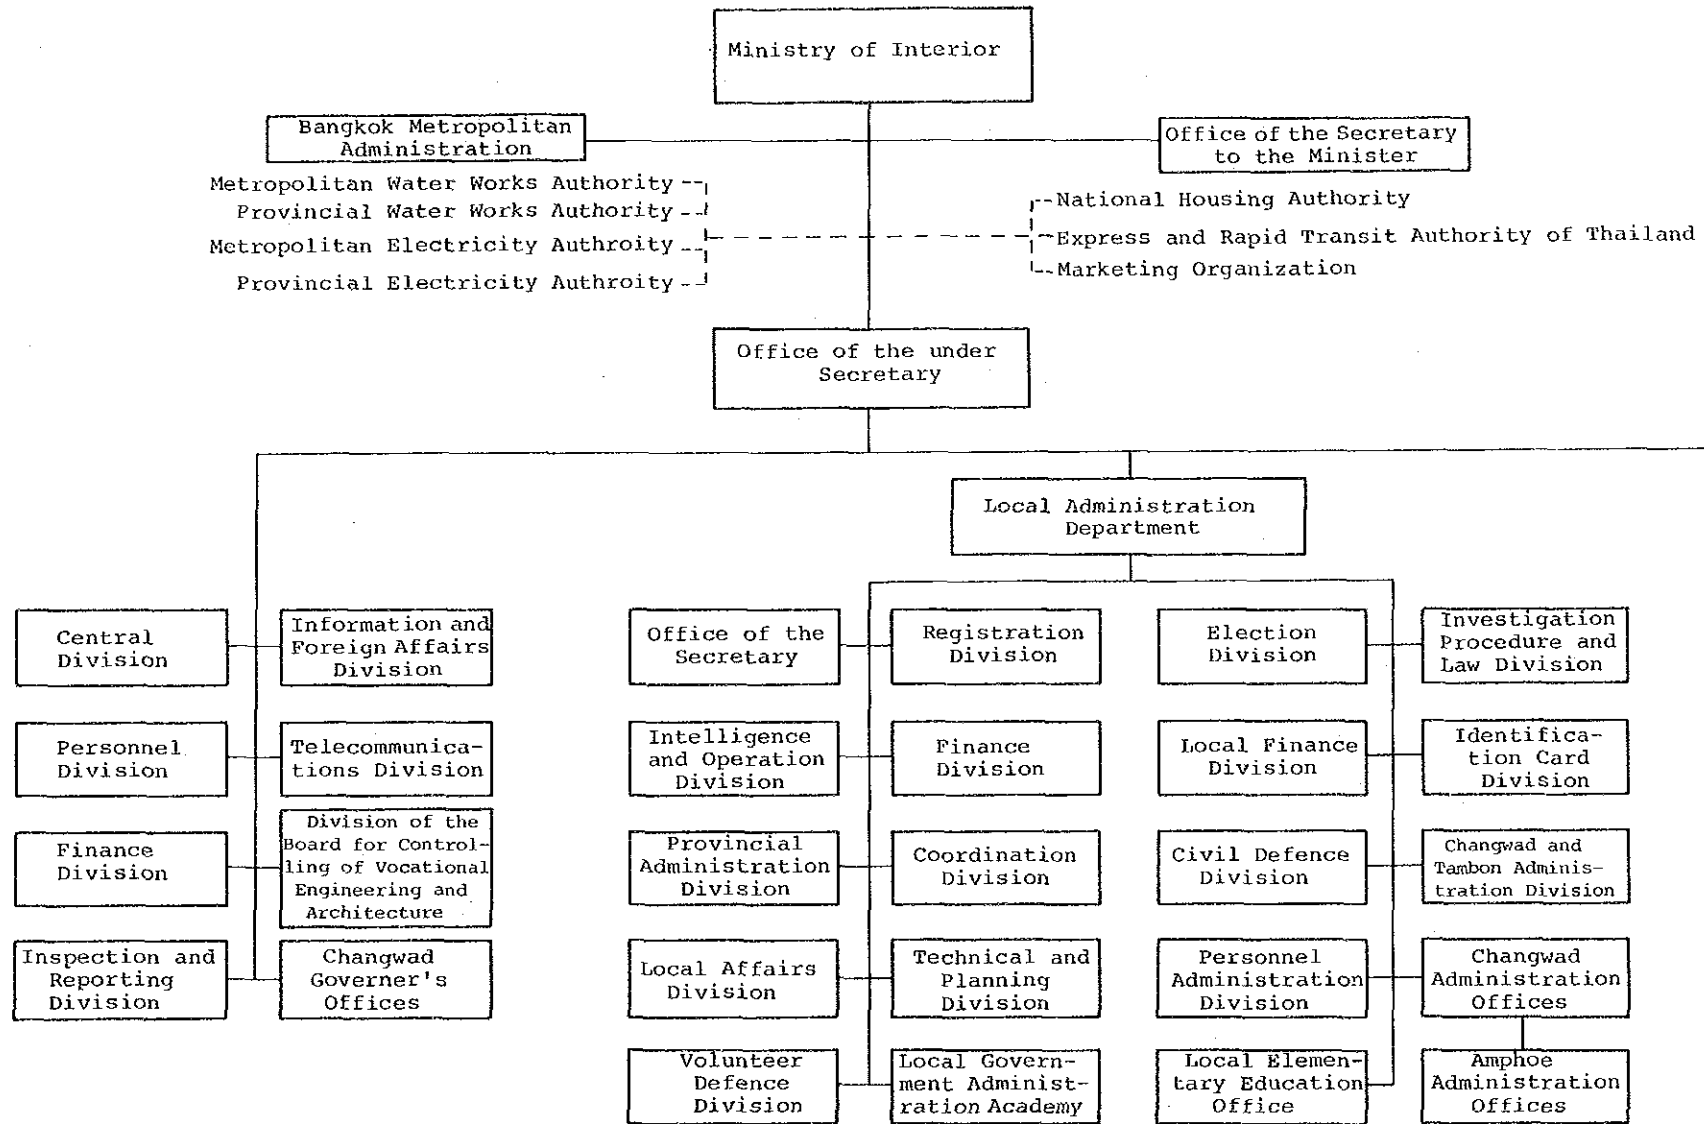 Ministry of Interior
Bangkok Metropolitan
Administration
Office of the Secretary
to the Minister
Metropolitan Water Works Authority
Provincial Water Works Authority
Metropolitan Electricity Authroity
Provincial Electricity Authroity
National Housing Authority
Express and Rapid Transit Authority of Thailand
Marketing Organization
Office of the under
Secretary
Local Administration
Department
Central
Division
Information and
Foreign Affairs
Division
Office of the
Secretary
Registration
Division
Election
Division
Investigation
Procedure and
Law Division
Personnel
Division
Telecommunica-
tions Division
Intelligence
and Operation
Division
Finance
Division
Local Finance
Division
Identifica-
tion Card
Division
Finance
Division
Division of the
Board for Control-
ling of Vocational
Engineering and
Architecture
Provincial
Administration
Division
Coordination
Division
Civil Defence
Division
Changwad and
Tambon Adminis-
tration Division
Inspection and
Reporting
Division
Changwad
Governer's
Offices
Local Affairs
Division
Technical and
Planning
Division
Personnel
Administration
Division
Changwad
Administration
Offices
Volunteer
Defence
Division
Local Govern-
ment Administ-
ration Academy
Local Elemen-
tary Education
Office
Amphoe
Administration
Offices